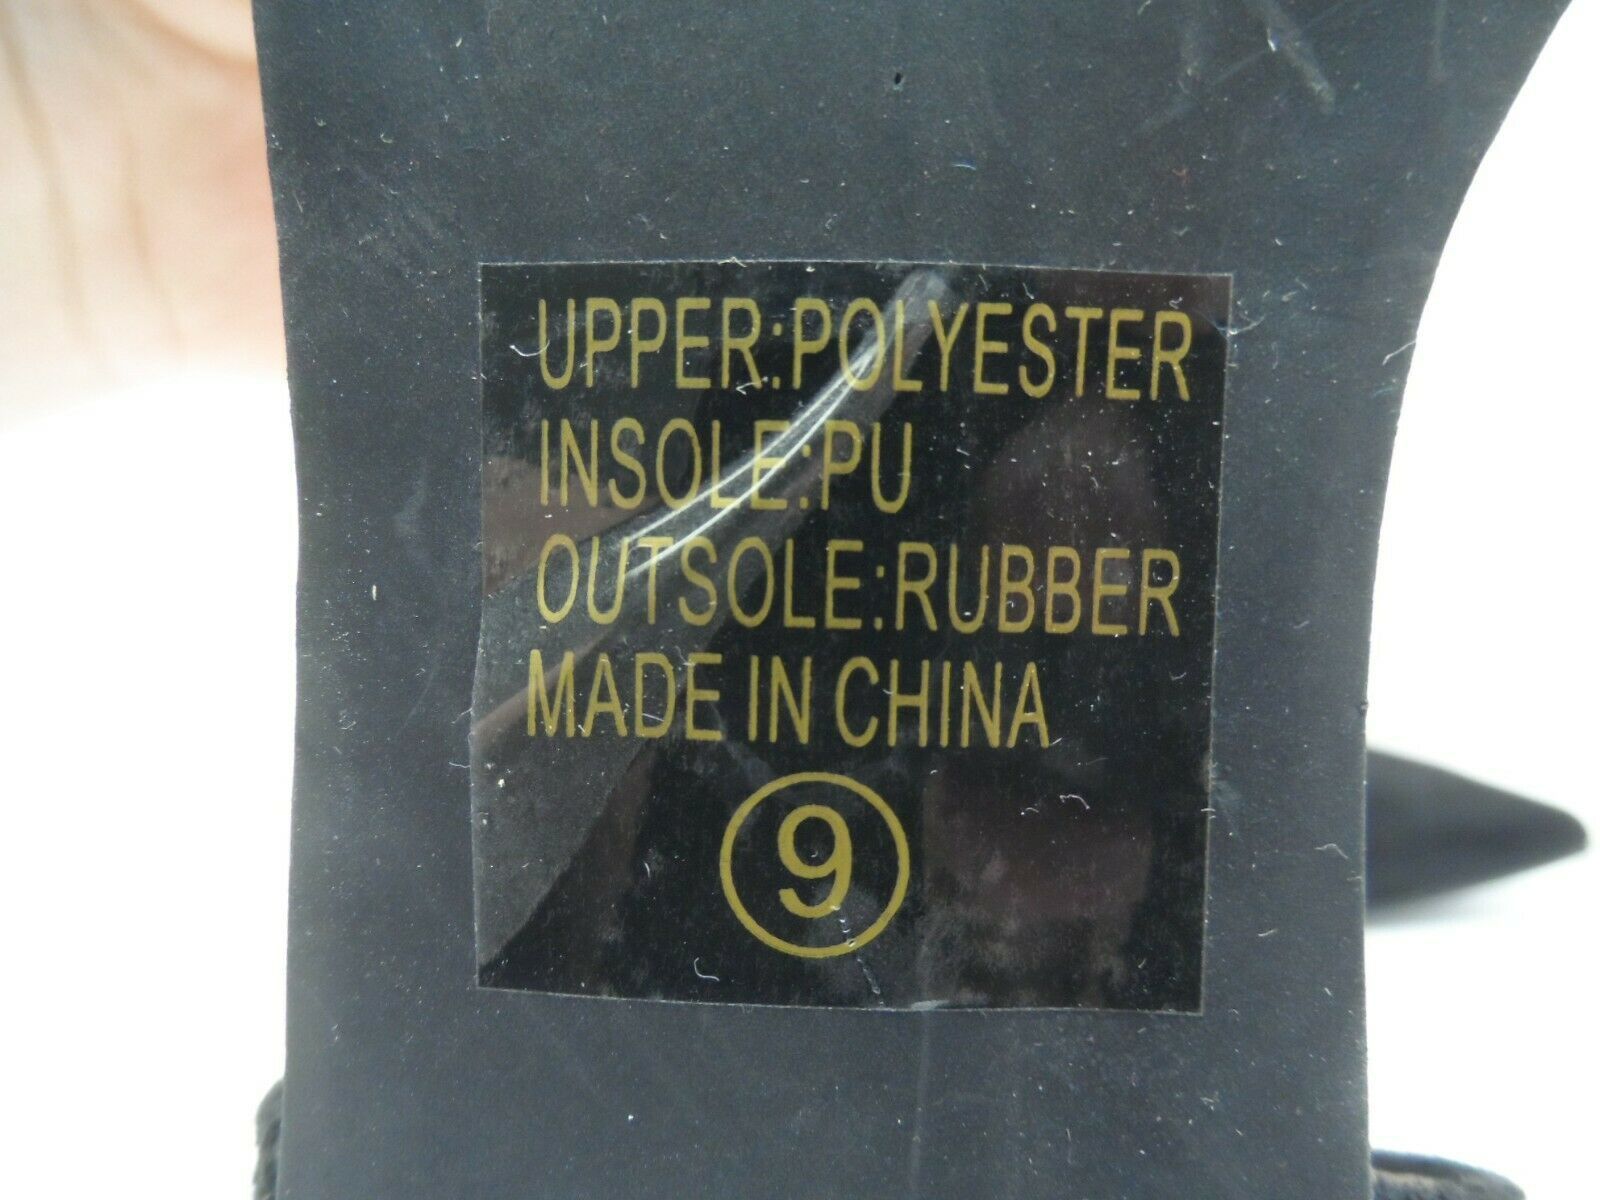 UPPER:POLYESTER
INSOLE:PU
OUTSOLE:RUBBER
MADE IN CHINA
9